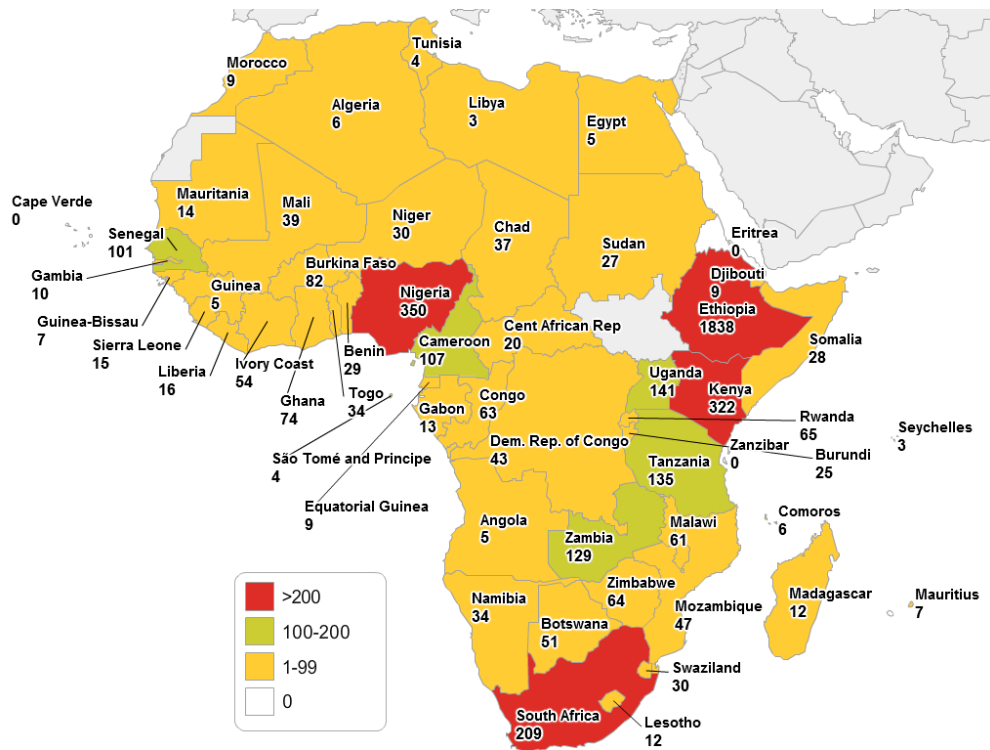 Tunisia
4
Morocco
9
Algeria
6
Libya
3
Egypt
5
Mauritania
14
Mali
39
Niger
30
Chad
37
Sudan
27
Eritrea
0
Cape Verde
0
Senegal
101
Gambia
10
Guinea-Bissau
7
Guinea
5
Sierra Leone
15
Liberia
16
Ivory Coast
54
Burkina Faso
82
Ghana
74
Togo
34
Benin
29
Nigeria
350
Cameroon
107
Cent African Rep
20
Djibouti
9
Ethiopia
1838
Somalia
28
Uganda
141
Kenya
322
Rwanda
65
Burundi
25
Zanzibar
0
Seychelles
3
Tanzania
135
Congo
63
Gabon
13
Dem. Rep. of Congo
43
São Tomé and Principe
4
Equatorial Guinea
9
Angola
5
Zambia
129
Malawi
61
Comoros
6
Madagascar
12
Mauritius
7
Zimbabwe
64
Mozambique
47
Namibia
34
Botswana
51
Swaziland
30
South Africa
209
Lesotho
12
>200
100-200
1-99
0